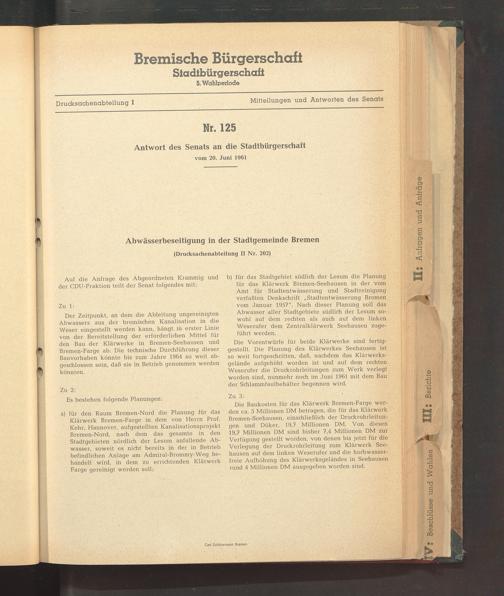 Bremische Bürgerschaft
Stadtbürgerschaft
5. Wahlperiode
Drucksachenabteilung I
Mitteilungen und Antworten des Senats
Nr. 125
Antwort des Senats an die Stadtbürgerschaft
vom 20. Juni 1961
Abwässerbeseitigung in der Stadtgemeinde Bremen
(Drucksachenabteilung II Nr. 202)
Auf die Anfrage des Abgeordneten Krammig und
der CDU-Fraktion teilt der Senat folgendes mit:
Zu 1:
Der Zeitpunkt, an dem die Ableitung ungereinigten
Abwassers aus der bremischen Kanalisation in die
Weser eingestellt werden kann, hängt in erster Linie
von der Bereitstellung der erforderlichen Mittel für
den Bau der Klärwerke in Bremen-Seehausen und
Bremen-Farge ab. Die technische Durchführung dieser
Bauvorhaben könnte bis zum Jahre 1964 so weit ab-
geschlossen sein, daß sie in Betrieb genommen werden
könnten.
Zu 2:
Es bestehen folgende Planungen:
a) für den Raum Bremen-Nord die Planung für das
Klärwerk Bremen-Farge in dem von Herrn Prof.
Kehr, Hannover, aufgestellten Kanalisationsprojekt
Bremen-Nord, nach dem das gesamte in den
Stadtgebieten nördlich der Lesum anfallende Ab-
wasser, soweit es nicht bereits in der in Betrieb
befindlichen Anlage am Admiral-Brommy-Weg be-
handelt wird, in dem zu errichtenden Klärwerk
Farge gereinigt werden soll;
b) für das Stadtgebiet südlich der Lesum die Planung
für das Klärwerk Bremen-Seehausen in der vom
Amt für Stadtentwässerung und Stadtreinigung
verfaßten Denkschrift „Stadtentwässerung Bremen
vom Januar 1957“. Nach dieser Planung soll das
Abwasser aller Stadtgebiete südlich der Lesum so-
wohl auf dem rechten als auch auf dem linken
Weserufer dem Zentralklärwerk Seehausen zuge-
führt werden.
Die Vorentwürfe für beide Klärwerke sind fertig-
gestellt. Die Planung des Klärwerkes Seehausen ist
so weit fortgeschritten, daß, nachdem das Klärwerks-
gelände aufgehöht worden ist und auf dem rechten
Weserufer die Druckrohrleitungen zum Werk verlegt
worden sind, nunmehr noch im Juni 1961 mit dem Bau
der Schlammfaulbehälter begonnen wird.
Zu 3:
Die Baukosten für das Klärwerk Bremen-Farge wer-
den ca. 3 Millionen DM betragen, die für das Klärwerk
Bremen-Seehausen, einschließlich der Druckrohrleitun-
gen und Düker, 19,7 Millionen DM. Von diesen
19,7 Millionen DM sind bisher 7,4 Millionen DM zur
Verfügung gestellt worden, von denen bis jetzt für die
Verlegung der Druckrohrleitung zum Klärwerk See-
hausen auf dem linken Weserufer und die hochwasser-
freie Aufhöhung des Klärwerksgeländes in Seehausen
rund 4 Millionen DM ausgegeben worden sind.
Carl Schünemann Bremen
II: Anfragen und Anträge
III: Berichte
IV: Beschlüsse und Wahlen